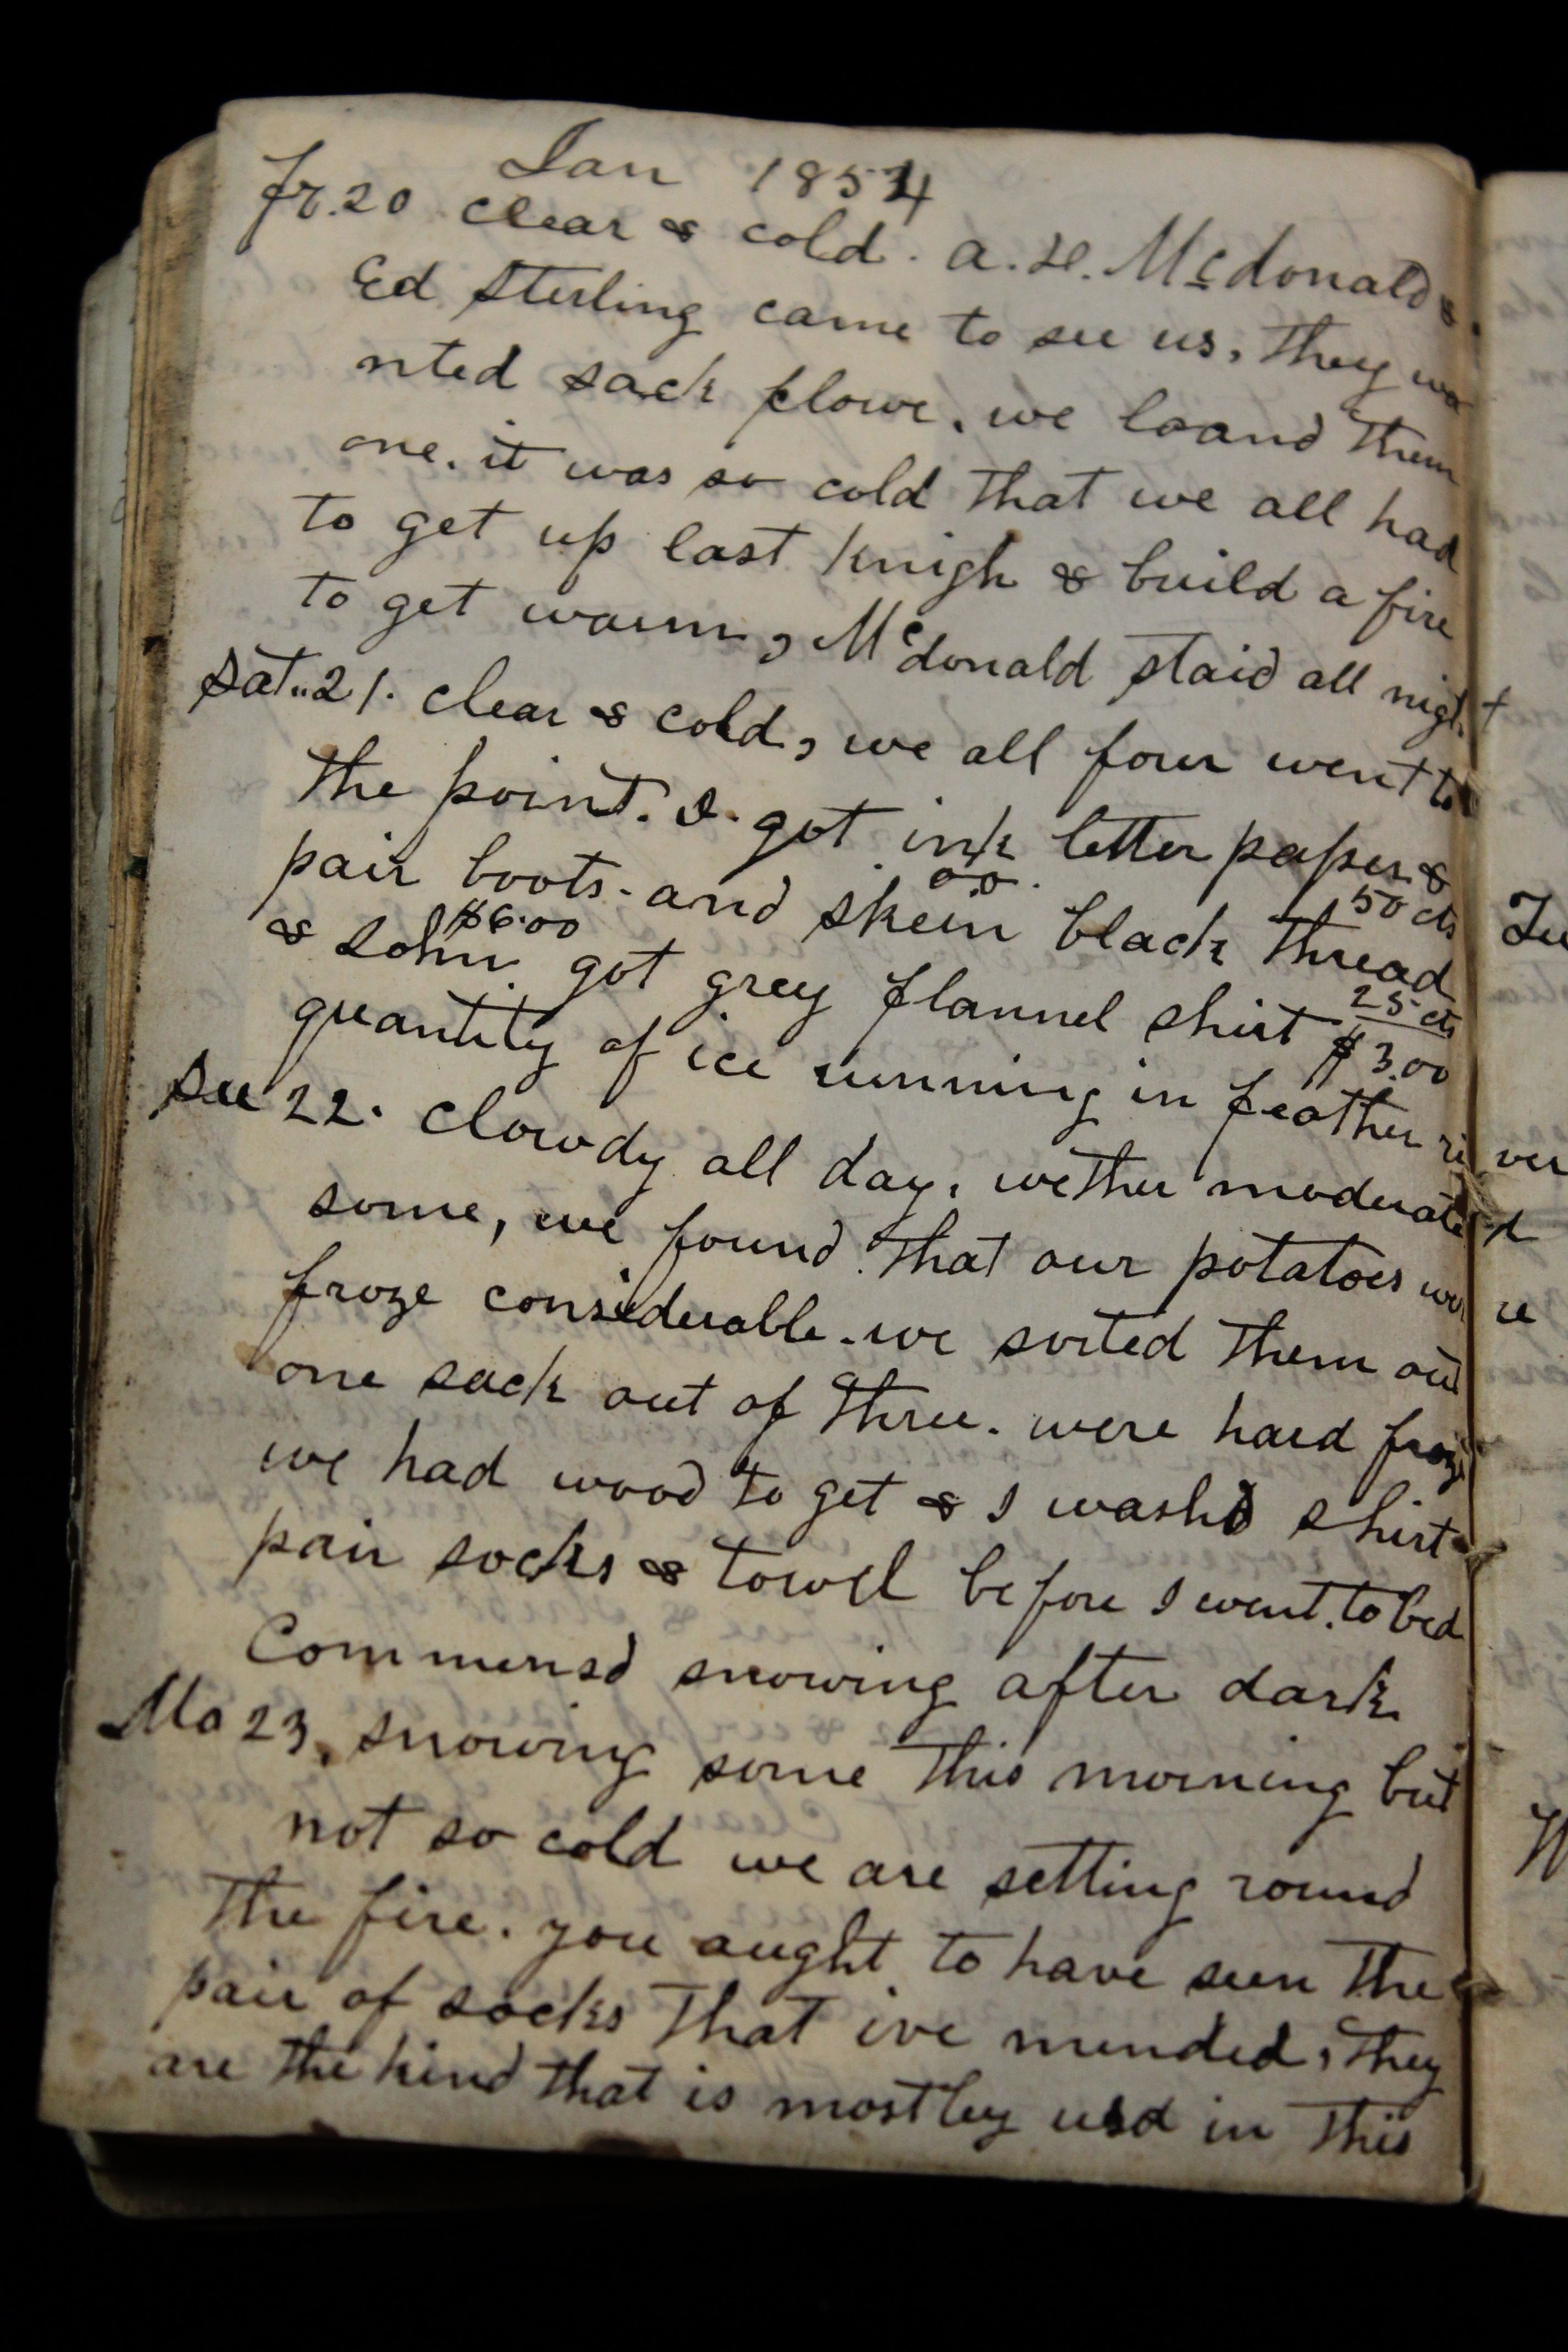 Jan 1854
fr. 20 clear & cold. A. H. McDonald &
Ed Sterling came to see us, they wa
nted sack flowr, we loand them
one. it was so cold that we all had
to get up last knigh & build a fire
to get warm, McDonald staid all night
Sat. 21. clear & cold, we all four went to
the point. I got ink letter paper &
oo 50 cts
pair boots. and skein black thread
$6.00 25 cts
& John got grey flannel shirt $3.00
quantity of ice running in feather river
Su 22. Clowdy all day, wether moderated
some, we found that our potatoes were
froze considerable. we sorted them out
one sack out of three. were hard froze
we had wood to get & I washd shirt
pair socks & towel before I went to bed
Commensd snowing after dark.
Mo 23, snowing some this morning but
not so cold we are setting round
the fire. you aught to have seen the
pair of socks that ive mended, they
are the kind that is mostley usd in this